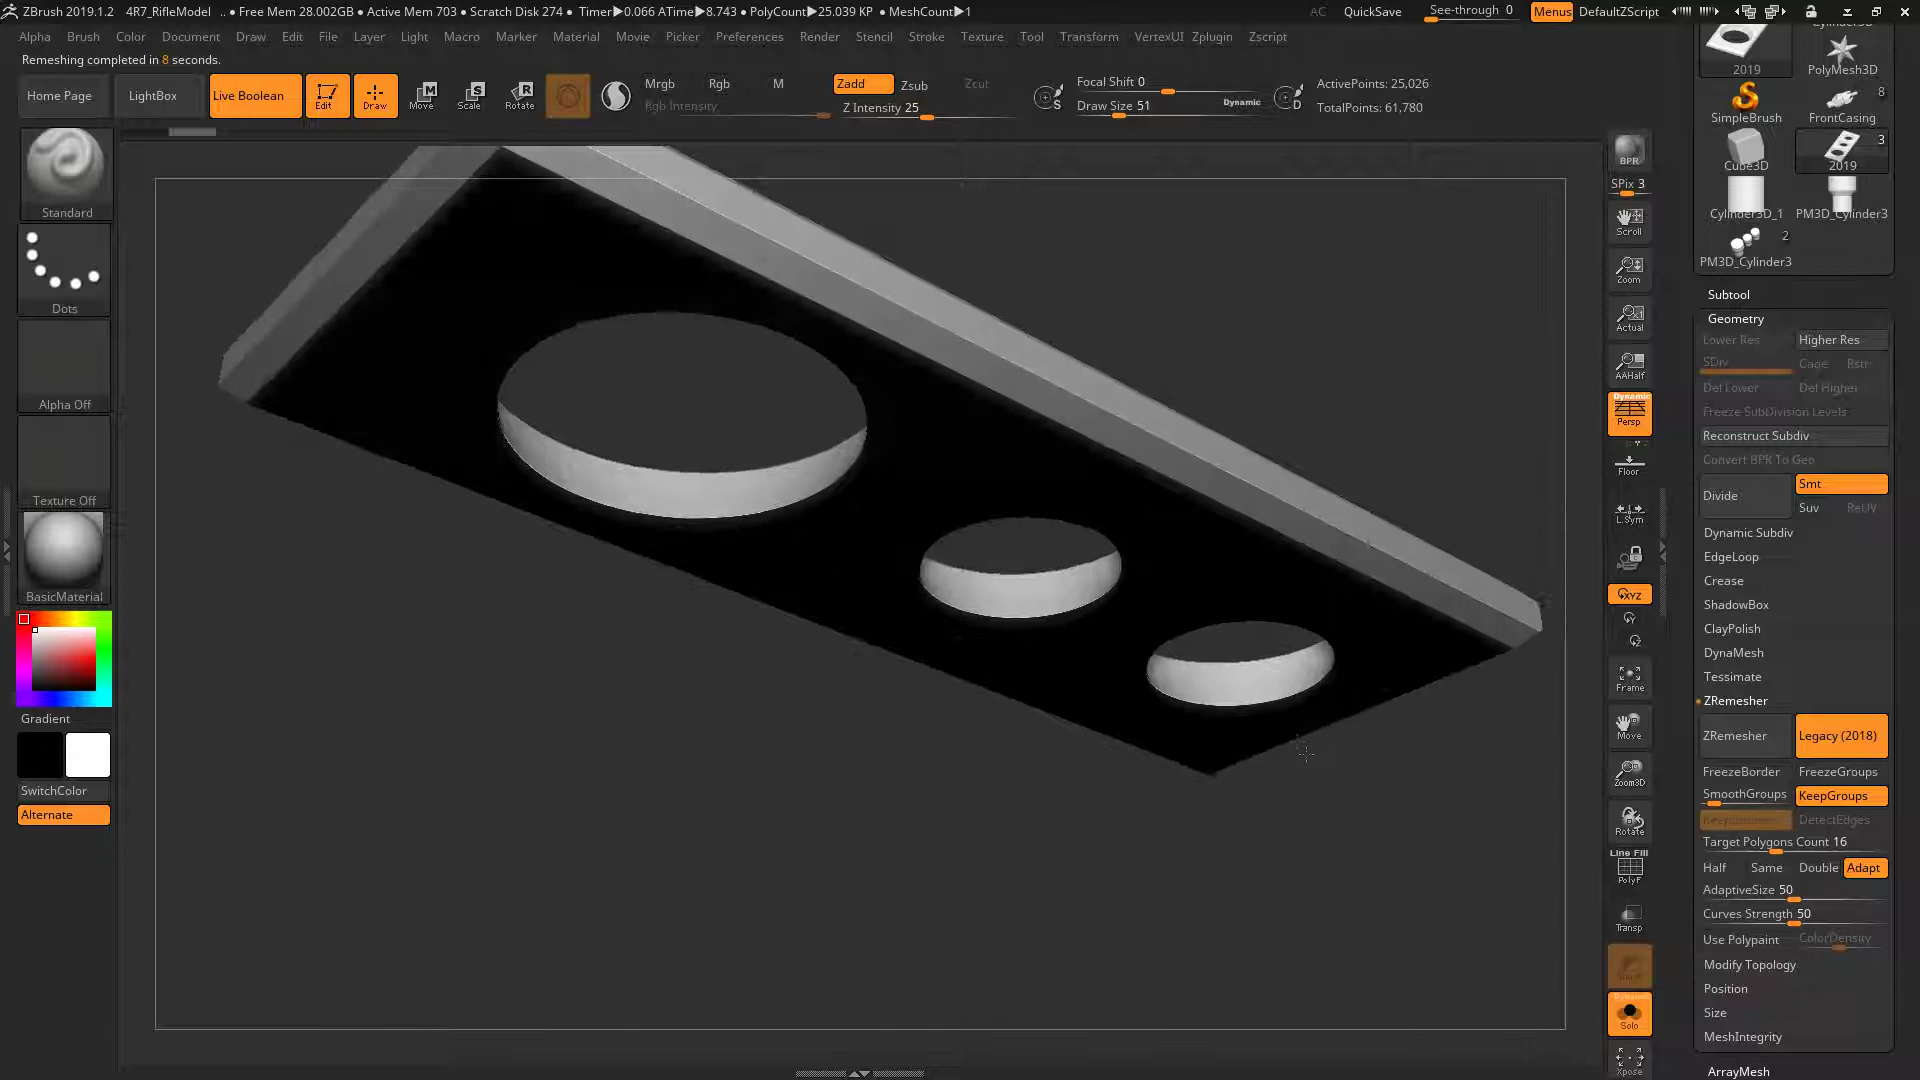 ZBrush 2019.1.2 4R7_RifleModel .. • Free Mem 28.002GB • Active Mem 703 • Scratch Disk 274 • Timer▶0.066 ATime▶8.743 • PolyCount▶25.039 KP • MeshCount▶1 AC QuickSave See-through 0 Menus DefaultZScript
Alpha Brush Color Document Draw Edit File Layer Light Macro Marker Material Movie Picker Preferences Render Stencil Stroke Texture Tool Transform VertexUI Zplugin Zscript
Remeshing completed in 8 seconds.
Home Page LightBox Live Boolean Edit Draw Move Scale Rotate
Mrgb Rgb M Zadd Zsub Zcut
Rgb Intensity Z Intensity 25
S Focal Shift 0 D
Draw Size 51 Dynamic
ActivePoints: 25,026
TotalPoints: 61,780
Standard
Dots
Alpha Off
Texture Off
BasicMaterial
Gradient
SwitchColor
Alternate
BPR
SPix 3
Scroll
Zoom
Actual
AAHalf
Dynamic
Persp
Floor
L.Sym
XYZ
Frame
Move
Zoom3D
Rotate
Line Fill
PolyF
Transp
Dynamic
Solo
Xpose
2019 PolyMesh3D
8
SimpleBrush FrontCasing
3
Cube3D 2019
Cylinder3D_1 PM3D_Cylinder3
2
PM3D_Cylinder3
Subtool
Geometry
Lower Res Higher Res
SDiv Cage Rstr
Del Lower Del Higher
Freeze SubDivision Levels
Reconstruct Subdiv
Convert BPR To Geo
Divide Smt
Suv ReUV
Dynamic Subdiv
EdgeLoop
Crease
ShadowBox
ClayPolish
DynaMesh
Tessimate
ZRemesher
ZRemesher Legacy (2018)
FreezeBorder FreezeGroups
SmoothGroups KeepGroups
DetectEdges
Target Polygons Count 16
Half Same Double Adapt
AdaptiveSize 50
Curves Strength 50
Use Polypaint ColorDensity
Modify Topology
Position
Size
MeshIntegrity
ArrayMesh